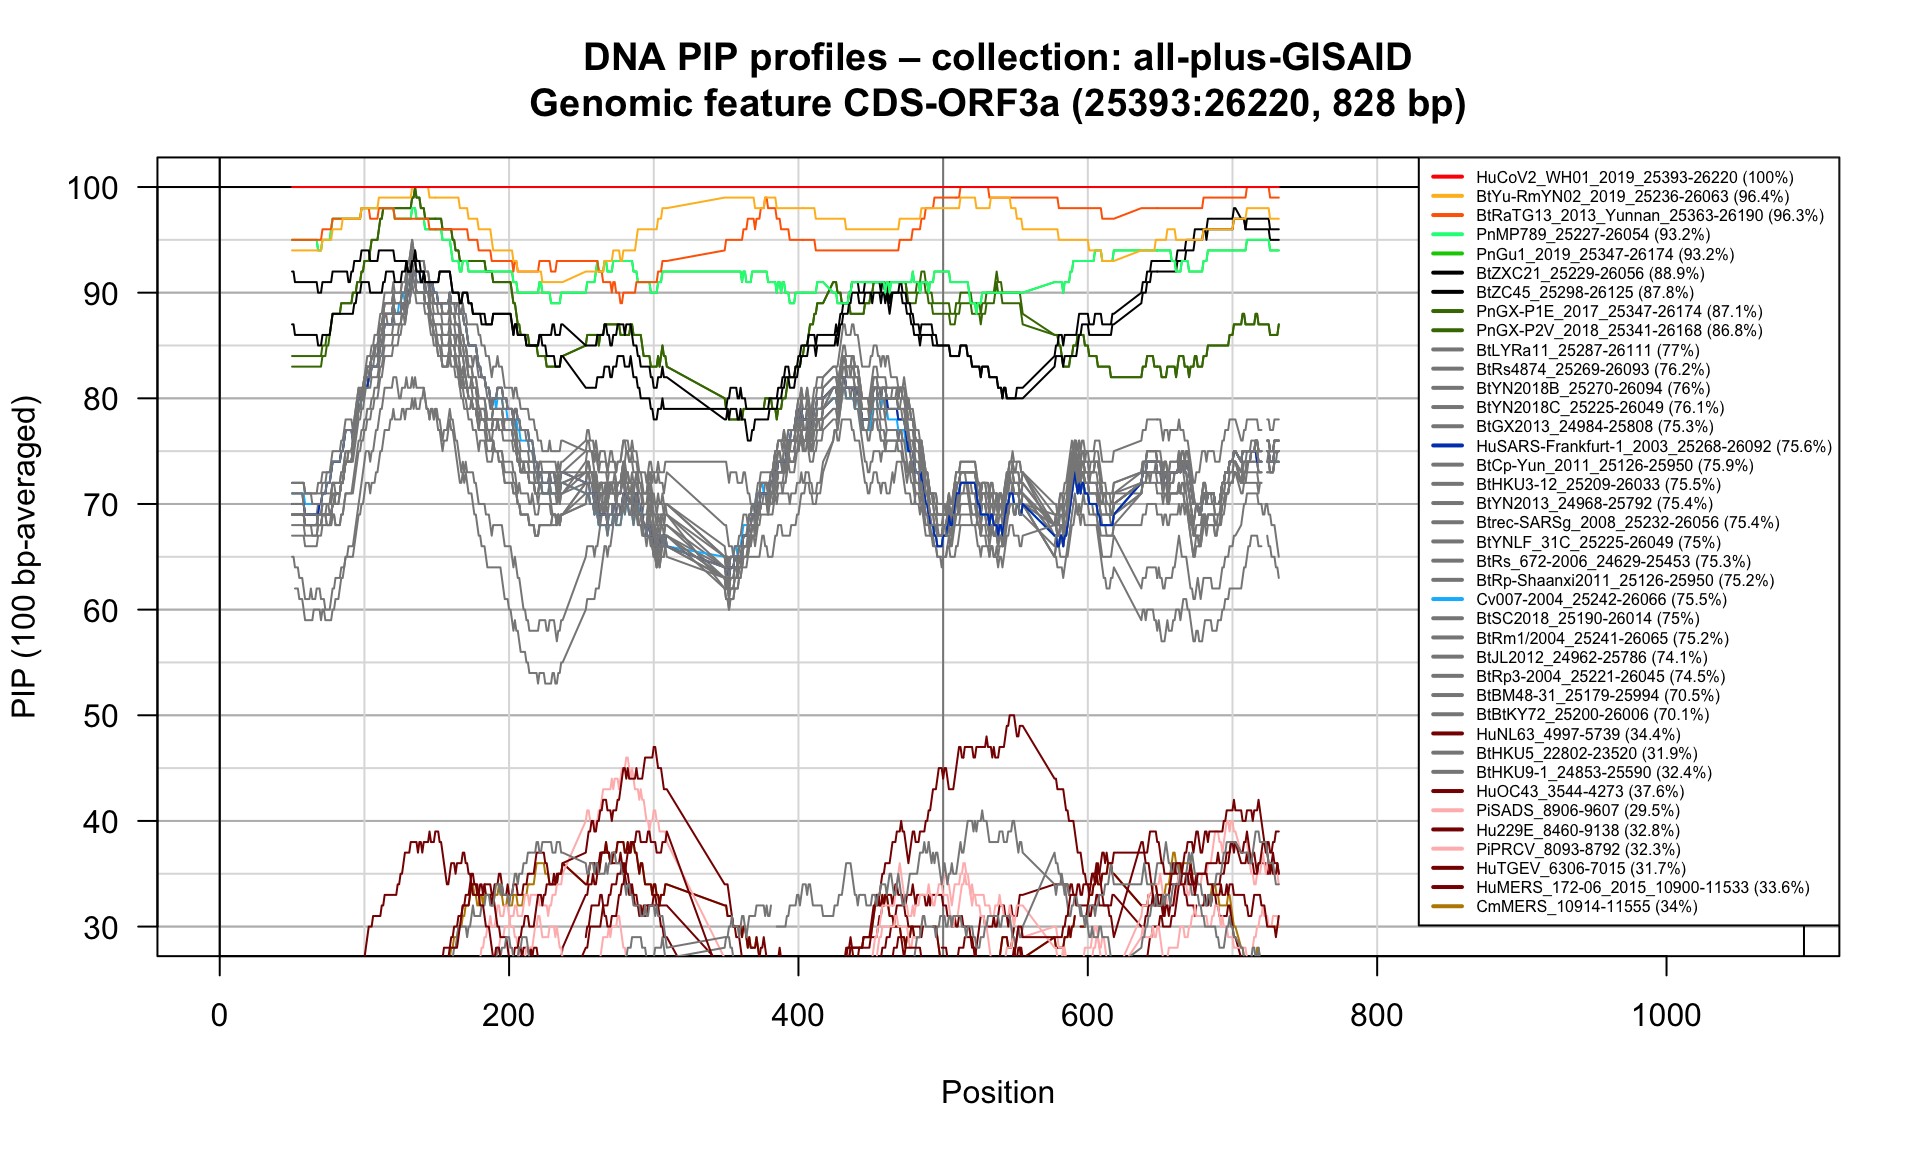 DNA PIP profiles – collection: all-plus-GISAID
Genomic feature CDS-ORF3a (25393:26220, 828 bp)
PIP (100 bp-averaged)
100
90
80
70
60
50
40
30
0
200
400
600
800
1000
Position
HuCoV2_WH01_2019_25393-26220 (100%)
BtYu-RmYN02_2019_25236-26063 (96.4%)
BtRaTG13_2013_Yunnan_25363-26190 (96.3%)
PnMP789_25227-26054 (93.2%)
PnGu1_2019_25347-26174 (93.2%)
BtZXC21_25229-26056 (88.9%)
BtZC45_25298-26125 (87.8%)
PnGX-P1E_2017_25347-26174 (87.1%)
PnGX-P2V_2018_25341-26168 (86.8%)
BtLYRa11_25287-26111 (77%)
BtRs4874_25269-26093 (76.2%)
BtYN2018B_25270-26094 (76%)
BtYN2018C_25225-26049 (76.1%)
BtGX2013_24984-25808 (75.3%)
HuSARS-Frankfurt-1_2003_25268-26092 (75.6%)
BtCp-Yun_2011_25126-25950 (75.9%)
BtHKU3-12_25209-26033 (75.5%)
BtYN2013_24968-25792 (75.4%)
Btrec-SARSg_2008_25232-26056 (75.4%)
BtYNLF_31C_25225-26049 (75%)
BtRs_672-2006_24629-25453 (75.3%)
BtRp-Shaanxi2011_25126-25950 (75.2%)
Cv007-2004_25242-26066 (75.5%)
BtSC2018_25190-26014 (75%)
BtRm1/2004_25241-26065 (75.2%)
BtJL2012_24962-25786 (74.1%)
BtRp3-2004_25221-26045 (74.5%)
BtBM48-31_25179-25994 (70.5%)
BtBtKY72_25200-26006 (70.1%)
HuNL63_4997-5739 (34.4%)
BtHKU5_22802-23520 (31.9%)
BtHKU9-1_24853-25590 (32.4%)
HuOC43_3544-4273 (37.6%)
PiSADS_8906-9607 (29.5%)
Hu229E_8460-9138 (32.8%)
PiPRCV_8093-8792 (32.3%)
HuTGEV_6306-7015 (31.7%)
HuMERS_172-06_2015_10900-11533 (33.6%)
CmMERS_10914-11555 (34%)